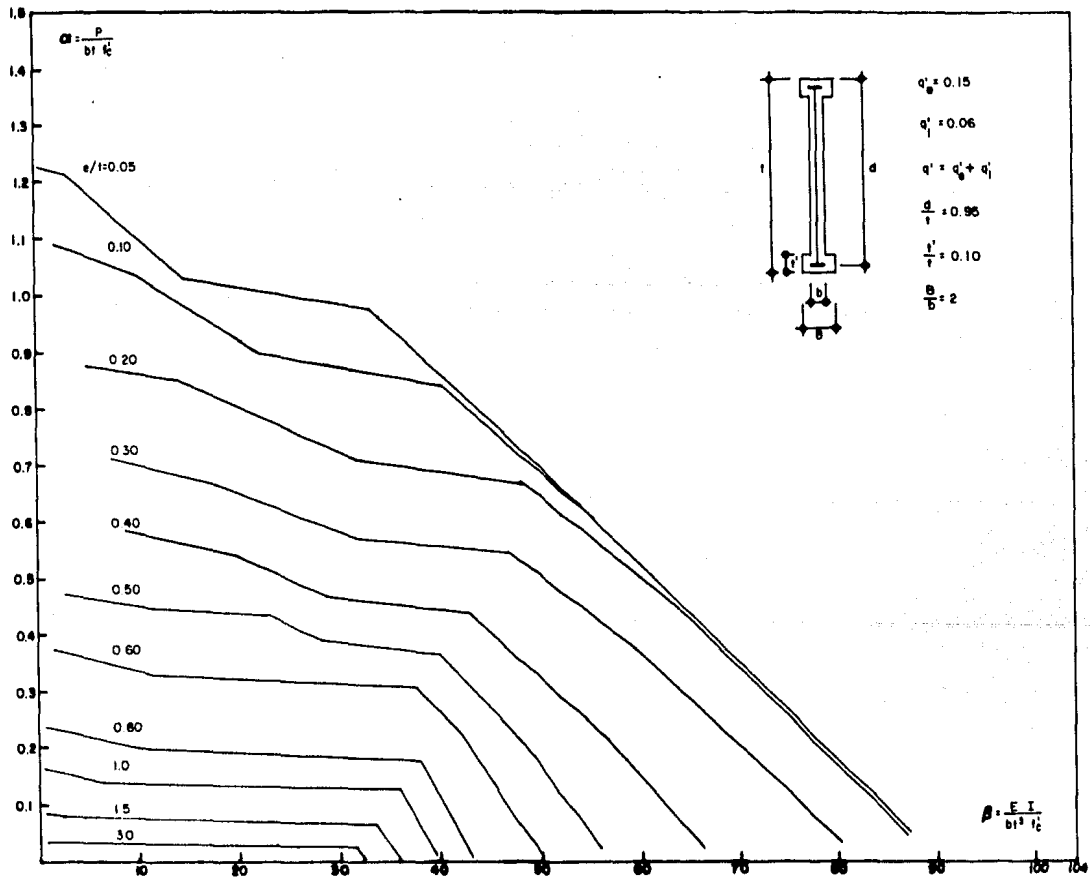 1.5
α = P / bt f'c
1.4
1.3
1.2
1.1
1.0
0.9
0.8
0.7
0.6
0.5
0.4
0.3
0.2
0.1
e/t=0.05
0.10
0.20
0.30
0.40
0.50
0.60
0.80
1.0
1.5
3.0
t
d
t'
b
B
q'e = 0.15
q'l = 0.06
q' = q'e + q'l
d/t = 0.95
t'/t = 0.10
B/b = 2
β = E I / bt³ f'c
10 20 30 40 50 60 70 80 90 100 104